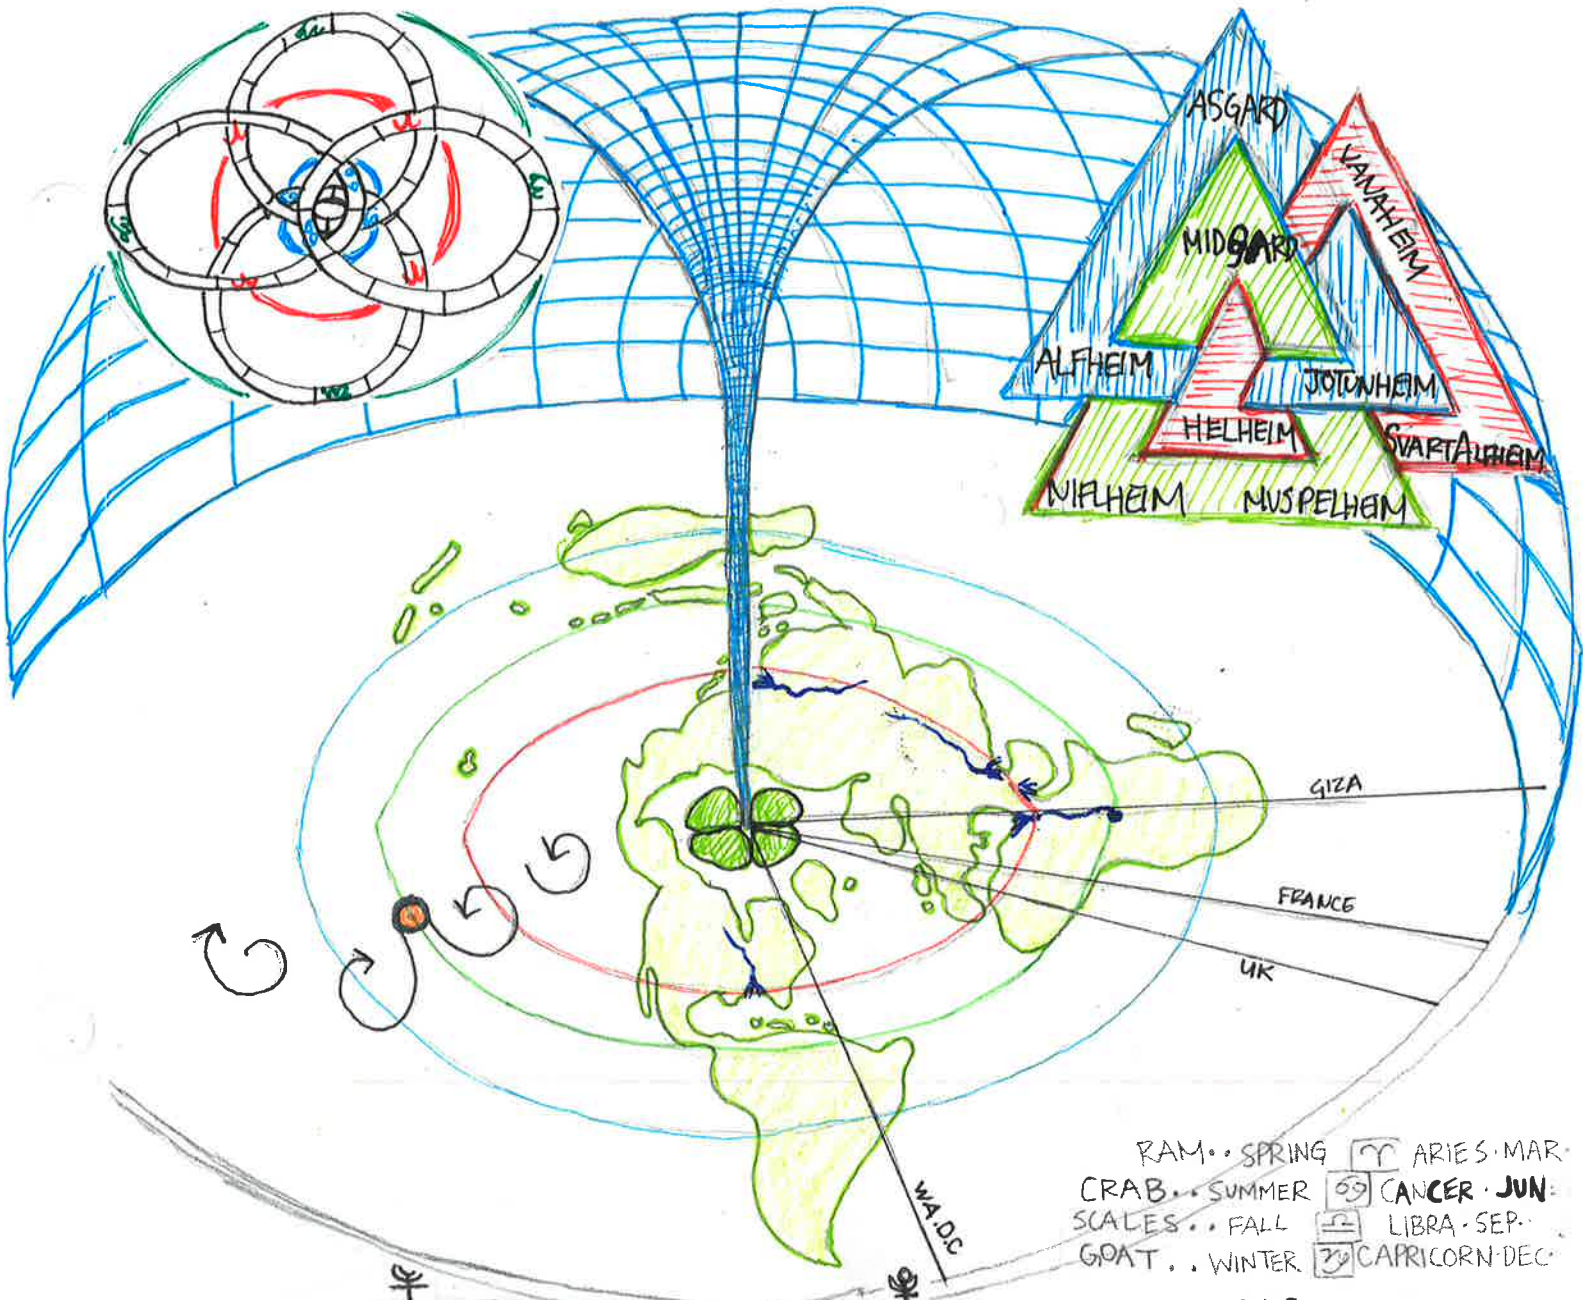 ASGARD
VANAHEIM
MIDGARD
ALFHEIM
JOTUNHEIM
HELHEIM
SVARTALFHEIM
NIFLHEIM
MUSPELHEIM
GIZA
FRANCE
UK
WA.D.C
RAM.. SPRING ♈ ARIES.MAR.
CRAB.. SUMMER ♋ CANCER.JUN.
SCALES.. FALL ♎ LIBRA.SEP..
GOAT.. WINTER. ♑ CAPRICORN.DEC.